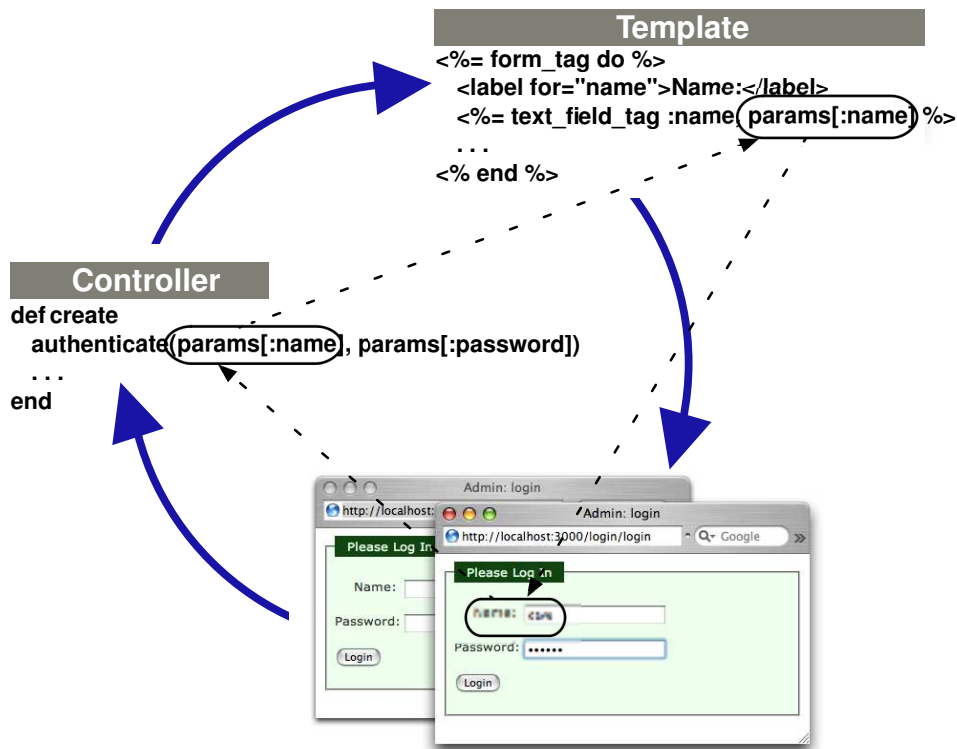 Template
<%= form_tag do %>
<label for="name">Name:</label>
<%= text_field_tag :name, params[:name] %>
. . .
<% end %>
Controller
def create
authenticate(params[:name], params[:password])
. . .
end
Admin: login
http://localhost:
Please Log In
Name:
Password:
Login
Admin: login
http://localhost:3000/login/login
Google
Please Log In
Name:
Password:
Login